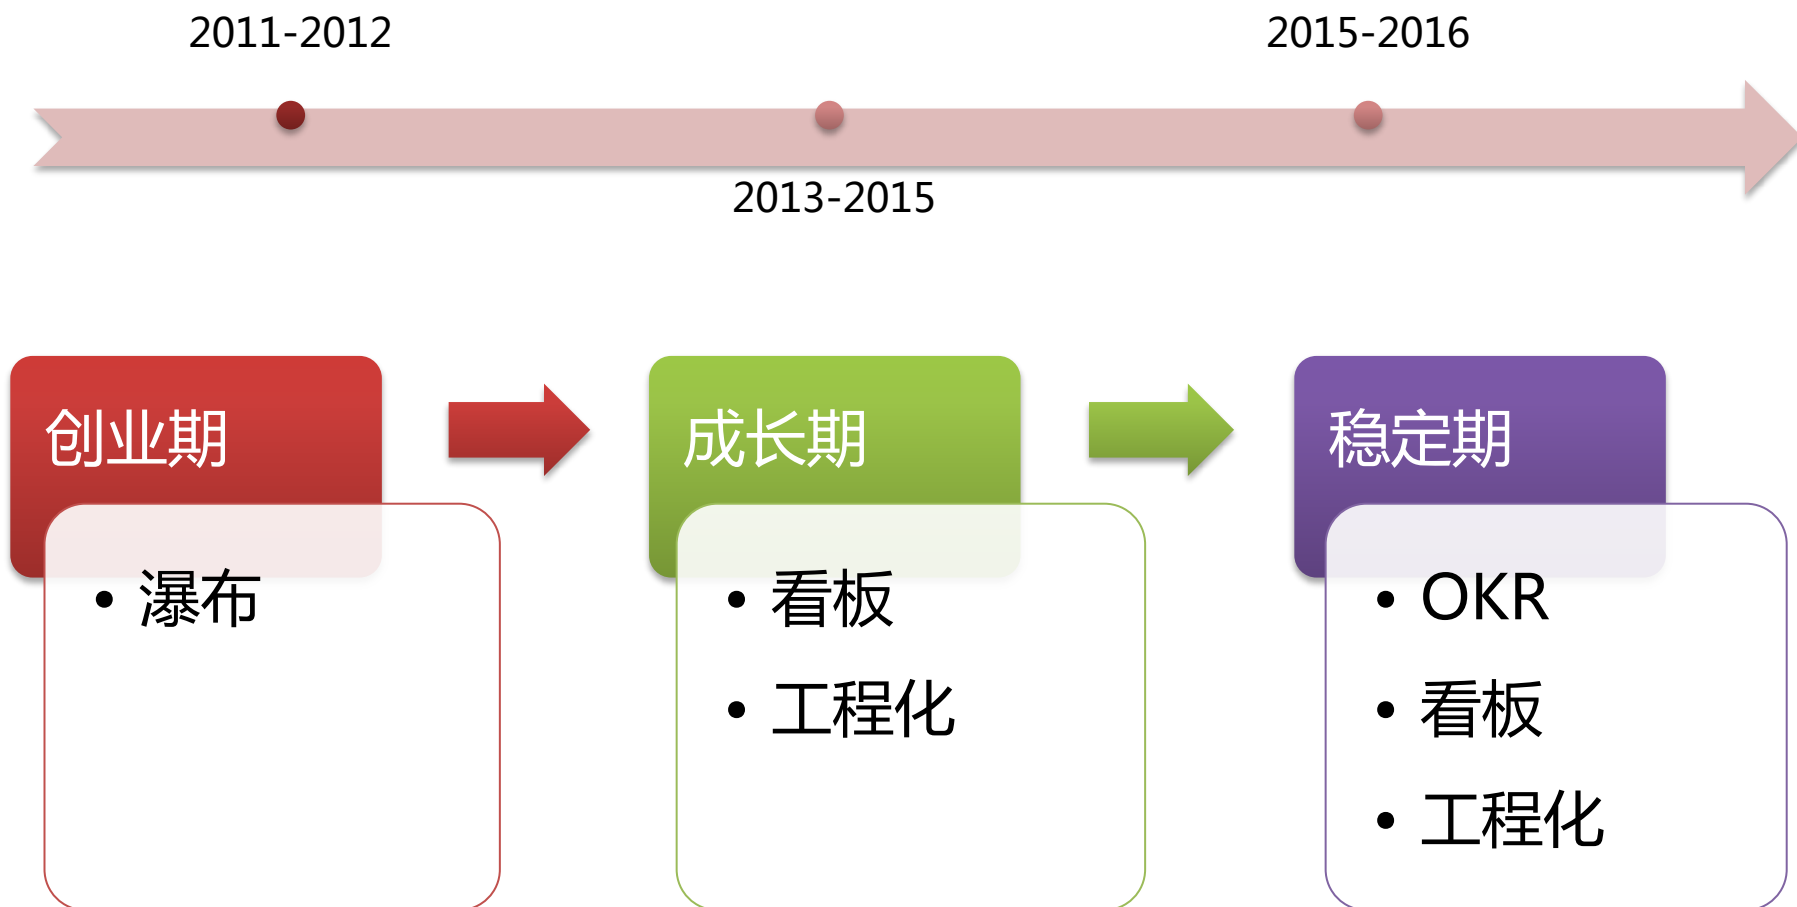 2011-2012
2015-2016
2013-2015
创业期
• 瀑布
成长期
• 看板
• 工程化
稳定期
• OKR
• 看板
• 工程化